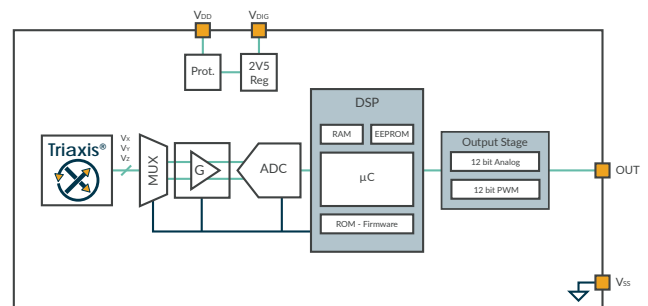 VDD
VDIG
Prot.
2V5
Reg
DSP
RAM
EEPROM
Triaxis®
VX
VY
VZ
MUX
G
ADC
µC
Output Stage
12 bit Analog
12 bit PWM
OUT
ROM - Firmware
VSS